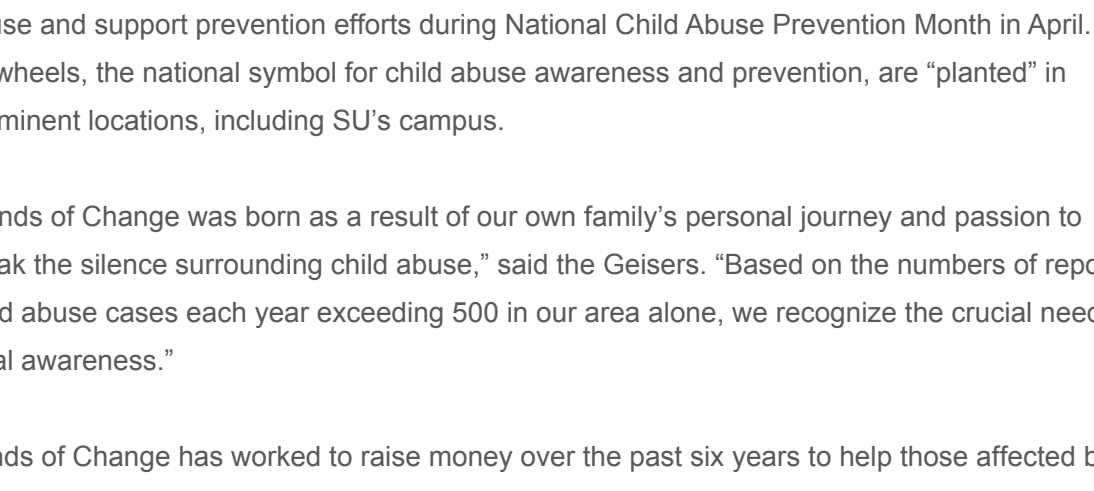 use and support prevention efforts during National Child Abuse Prevention Month in April.
wheels, the national symbol for child abuse awareness and prevention, are “planted” in
minent locations, including SU’s campus.
nds of Change was born as a result of our own family’s personal journey and passion to
ak the silence surrounding child abuse,” said the Geisers. “Based on the numbers of repo
d abuse cases each year exceeding 500 in our area alone, we recognize the crucial need
al awareness.”
nds of Change has worked to raise money over the past six years to help those affected b